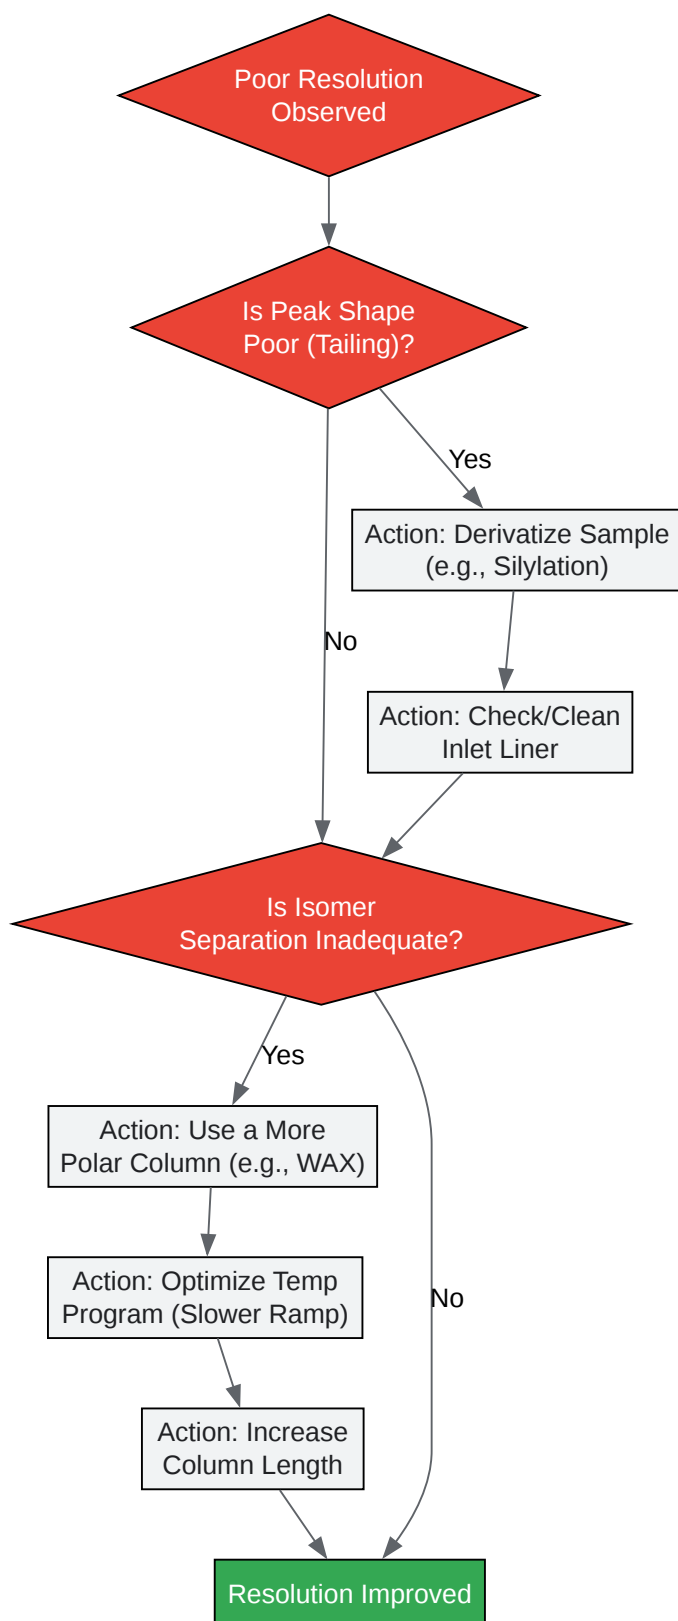 Poor Resolution
Observed
Is Peak Shape
Poor (Tailing)?
Yes
Action: Derivatize Sample
(e.g., Silylation)
No
Action: Check/Clean
Inlet Liner
Is Isomer
Separation Inadequate?
Yes
Action: Use a More
Polar Column (e.g., WAX)
Action: Optimize Temp
Program (Slower Ramp)
No
Action: Increase
Column Length
Resolution Improved